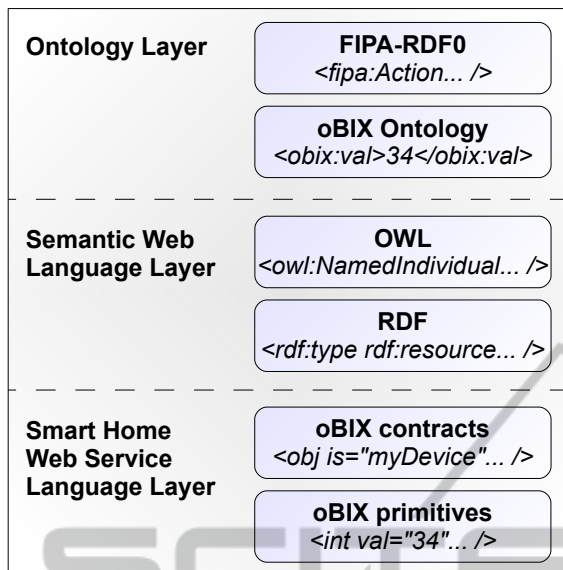 Ontology Layer
FIPA-RDF0
<fipa:Action... />
oBIX Ontology
<obix:val>34</obix:val>
Semantic Web
Language Layer
OWL
<owl:NamedIndividual... />
RDF
<rdf:type rdf:resource... />
Smart Home
Web Service
Language Layer
oBIX contracts
<obj is="myDevice"... />
oBIX primitives
<int val="34"... />